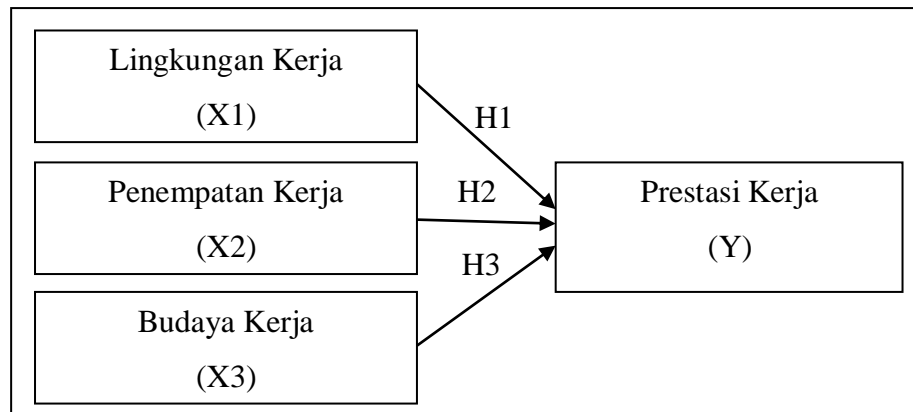 Lingkungan Kerja
(X1)
H1
Penempatan Kerja
(X2)
H2
Prestasi Kerja
(Y)
H3
Budaya Kerja
(X3)